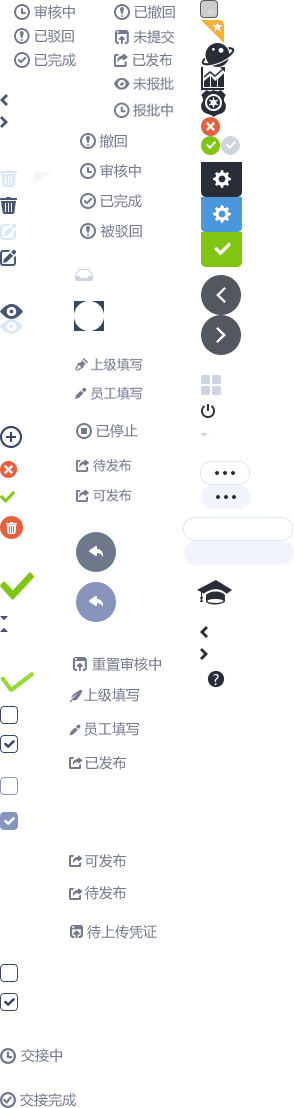 审核中
已撤回
已驳回
未提交
已完成
已发布
未报批
报批中
撤回
审核中
已完成
被驳回
上级填写
员工填写
已停止
待发布
可发布
重置审核中
上级填写
员工填写
已发布
可发布
待发布
待上传凭证
交接中
交接完成